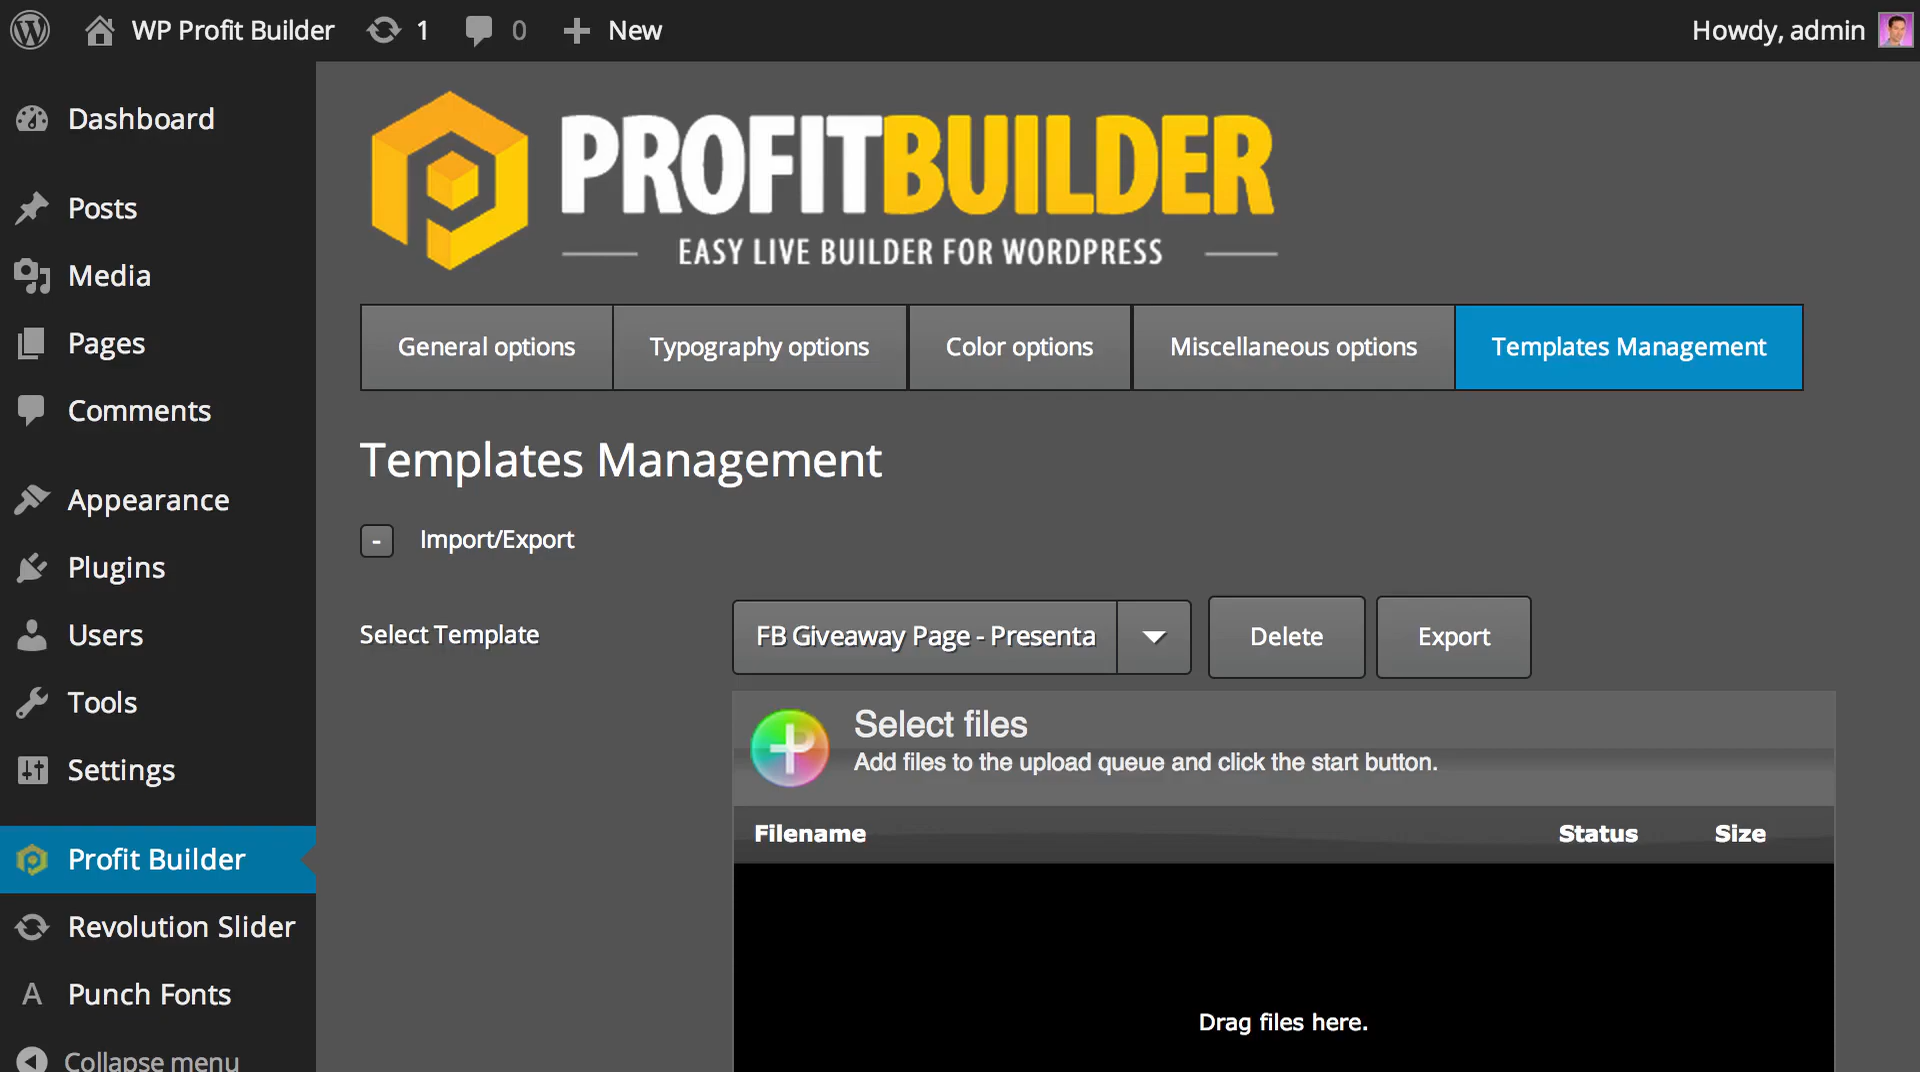 WP Profit Builder 1 0 New Howdy, admin
Dashboard
Posts
Media
Pages
Comments
Appearance
Plugins
Users
Tools
Settings
Profit Builder
Revolution Slider
Punch Fonts
Collapse menu
PROFITBUILDER
EASY LIVE BUILDER FOR WORDPRESS
General options Typography options Color options Miscellaneous options Templates Management
Templates Management
- Import/Export
Select Template FB Giveaway Page - Presenta Delete Export
Select files
Add files to the upload queue and click the start button.
Filename Status Size
Drag files here.